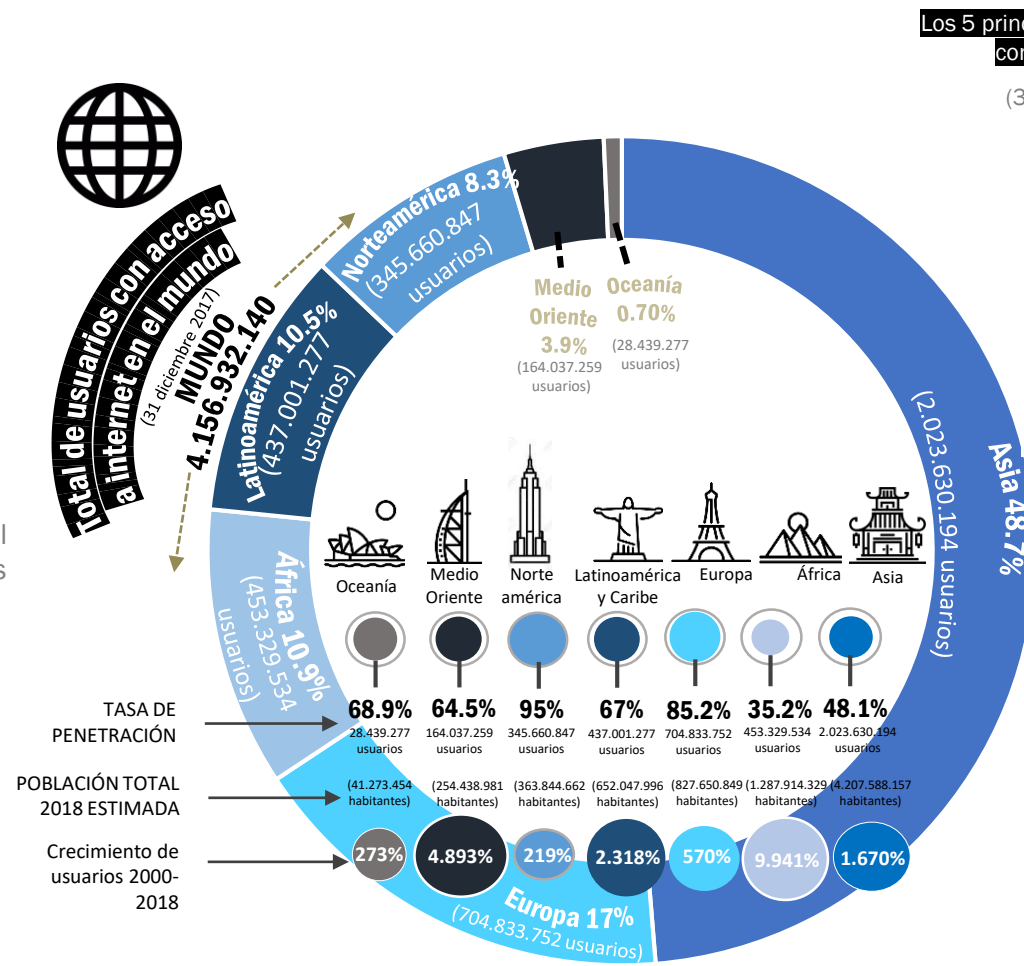 Los 5 princ
con
(3
Total de usuarios con acceso
a internet en el mundo
(31 diciembre 2017)
MUNDO
4.156.932.140
Norteamérica 8.3%
(345.660.847
usuarios)
Latinoamérica 10.5%
(437.001.277
usuarios)
Medio
Oriente
3.9%
(164.037.259
usuarios)
Oceanía
0.70%
(28.439.277
usuarios)
Asia 48.7%
(2.023.630.194 usuarios)
África 10.9%
(453.329.534
usuarios)
l
s
Oceanía
Medio
Oriente
Norte
américa
Latinoamérica
y Caribe
Europa
África
Asia
TASA DE
PENETRACIÓN
68.9% 64.5% 95% 67% 85.2% 35.2% 48.1%
28.439.277 164.037.259 345.660.847 437.001.277 704.833.752 453.329.534 2.023.630.194
usuarios usuarios usuarios usuarios usuarios usuarios usuarios
POBLACIÓN TOTAL
2018 ESTIMADA
(41.273.454 (254.438.981 (363.844.662 (652.047.996 (827.650.849 (1.287.914.329 (4.207.588.157
habitantes) habitantes) habitantes) habitantes) habitantes) habitantes) habitantes)
Crecimiento de
usuarios 2000-
2018
273% 4.893% 219% 2.318% 570% 9.941% 1.670%
Europa 17%
(704.833.752 usuarios)